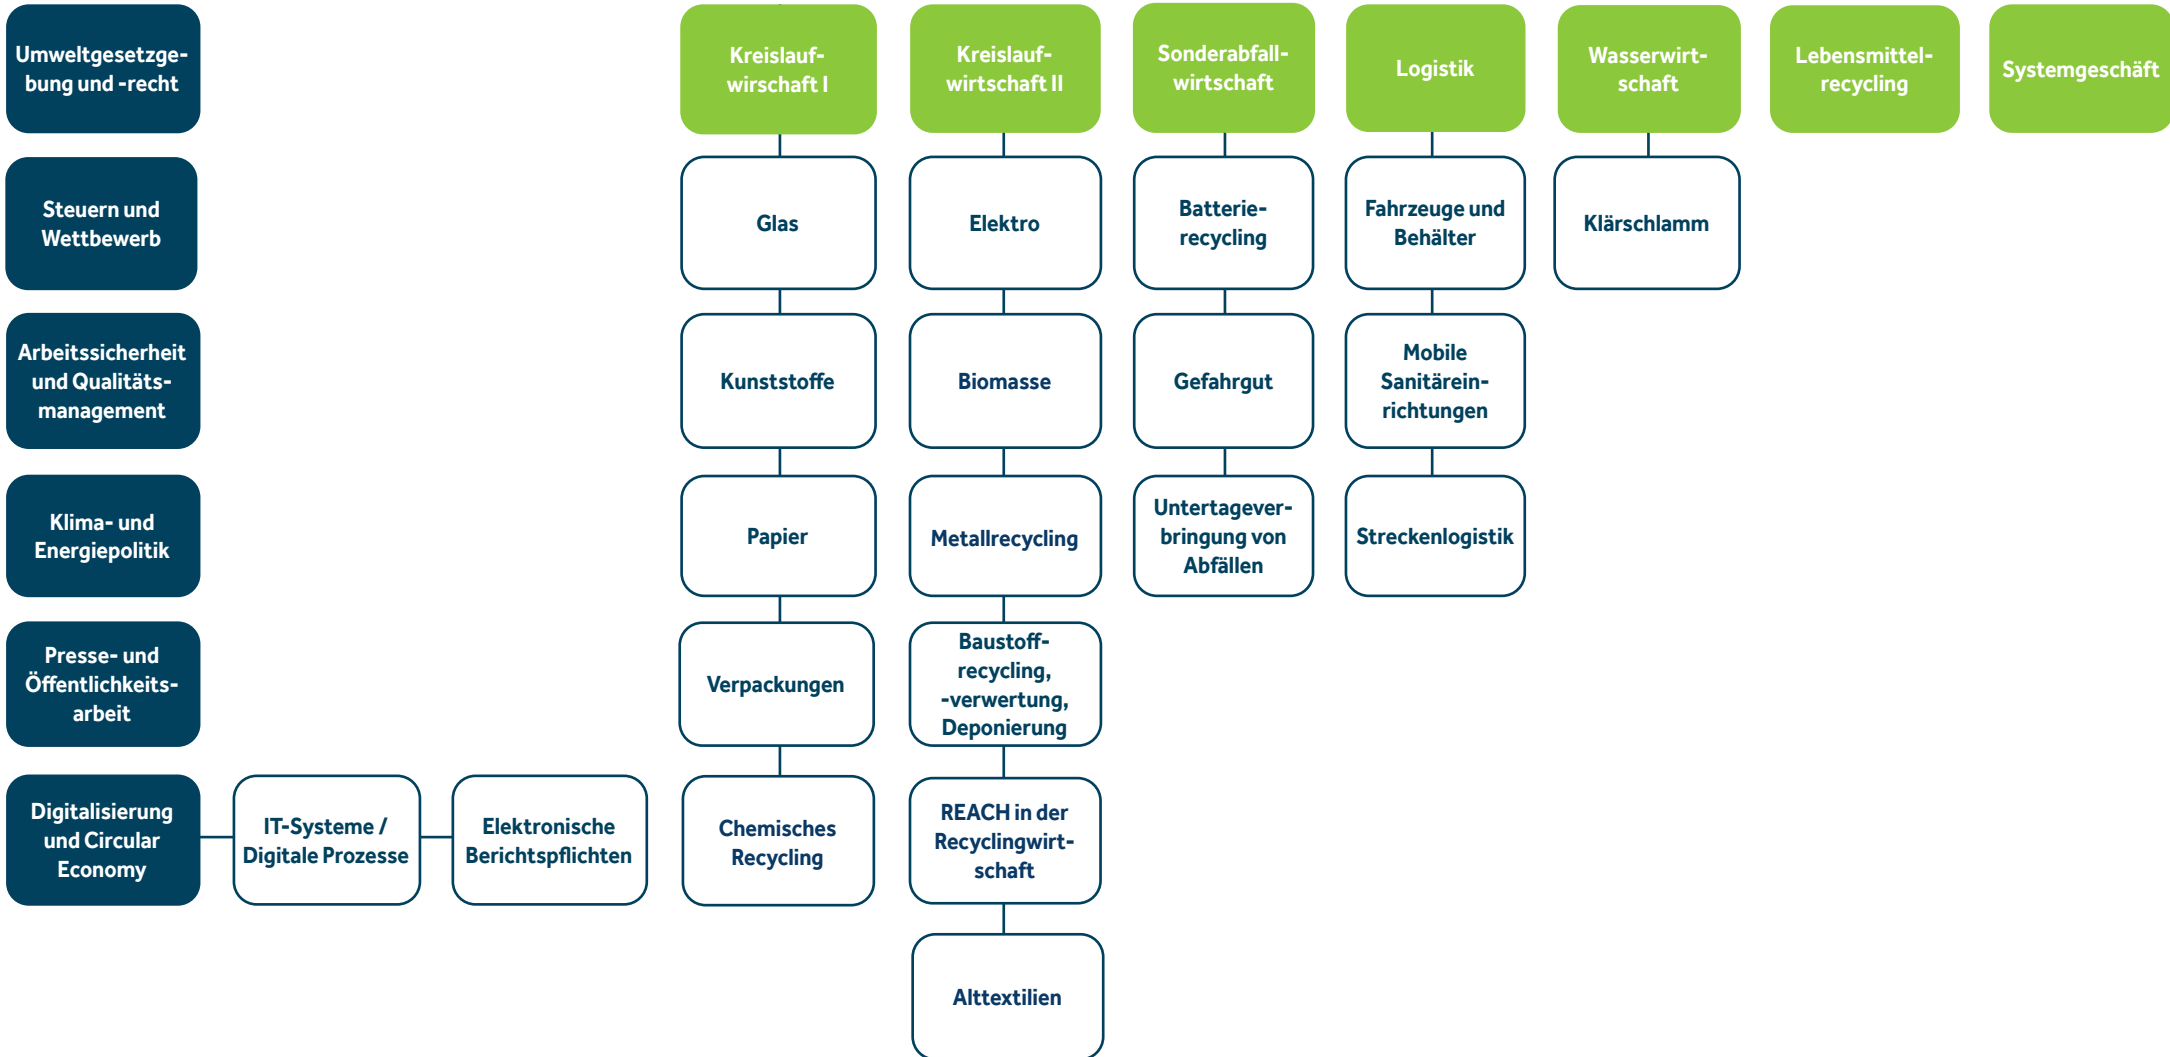 Umweltgesetzge-
bung und -recht
Steuern und
Wettbewerb
Arbeitssicherheit
und Qualitäts-
management
Klima- und
Energiepolitik
Presse- und
Öffentlichkeits-
arbeit
Digitalisierung
und Circular
Economy
IT-Systeme /
Digitale Prozesse
Elektronische
Berichtspflichten
Kreislauf-
wirschaft I
Glas
Kunststoffe
Papier
Verpackungen
Chemisches
Recycling
Kreislauf-
wirtschaft II
Elektro
Biomasse
Metallrecycling
Baustoff-
recycling,
-verwertung,
Deponierung
REACH in der
Recyclingwirt-
schaft
Alttextilien
Sonderabfall-
wirtschaft
Batterie-
recycling
Gefahrgut
Untertagever-
bringung von
Abfällen
Logistik
Fahrzeuge und
Behälter
Mobile
Sanitärein-
richtungen
Streckenlogistik
Wasserwirt-
schaft
Klärschlamm
Lebensmittel-
recycling
Systemgeschäft